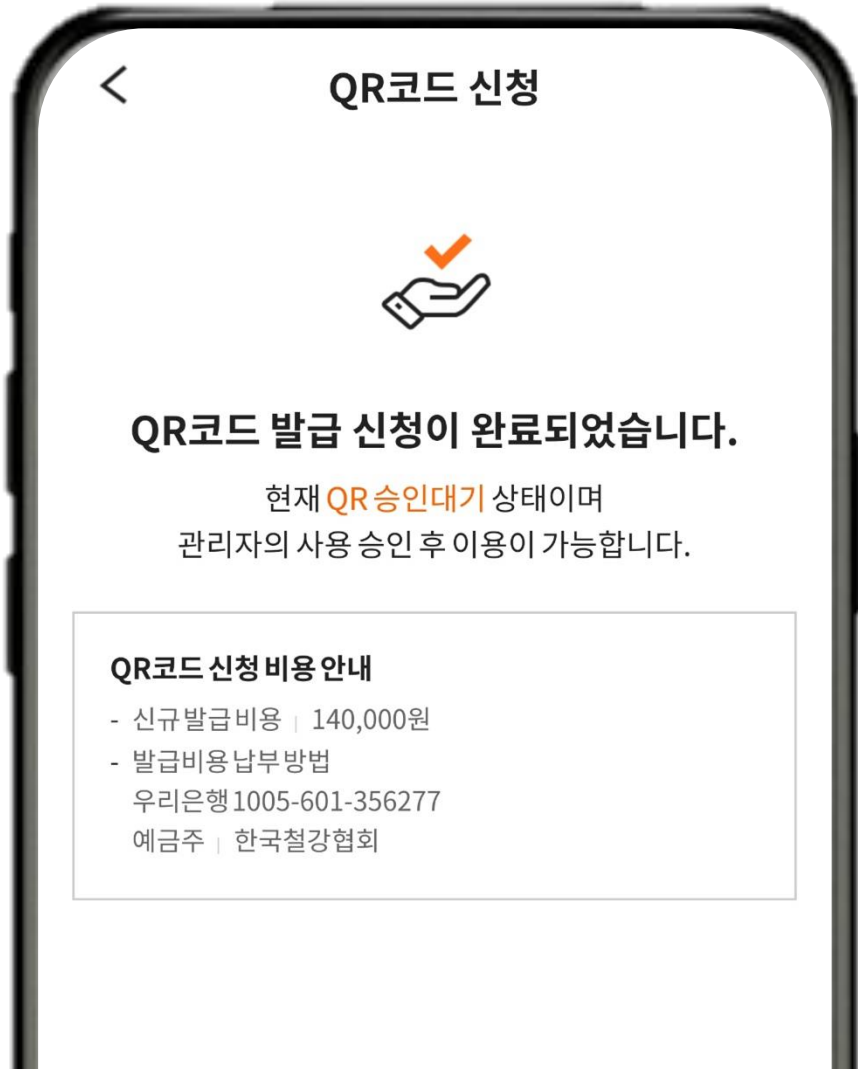 QR코드 신청
QR코드 발급 신청이 완료되었습니다.
현재 QR 승인대기 상태이며
관리자의 사용 승인 후 이용이 가능합니다.
QR코드 신청 비용 안내
- 신규발급비용 | 140,000원
- 발급비용 납부방법
우리은행 1005-601-356277
예금주 | 한국철강협회